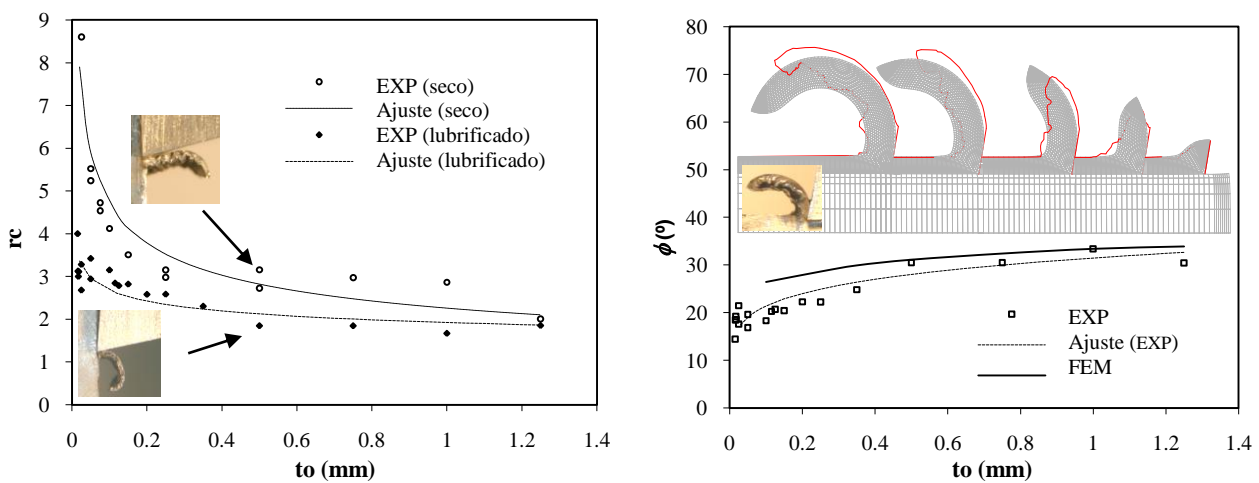 9
8
7
6
5
4
3
2
1
0
rc
EXP (seco)
Ajuste (seco)
EXP (lubrificado)
Ajuste (lubrificado)
0 0.2 0.4 0.6 0.8 1 1.2 1.4
to (mm)
80
70
60
50
40
30
20
10
0
ϕ (º)
EXP
Ajuste (EXP)
FEM
0 0.2 0.4 0.6 0.8 1 1.2 1.4
to (mm)